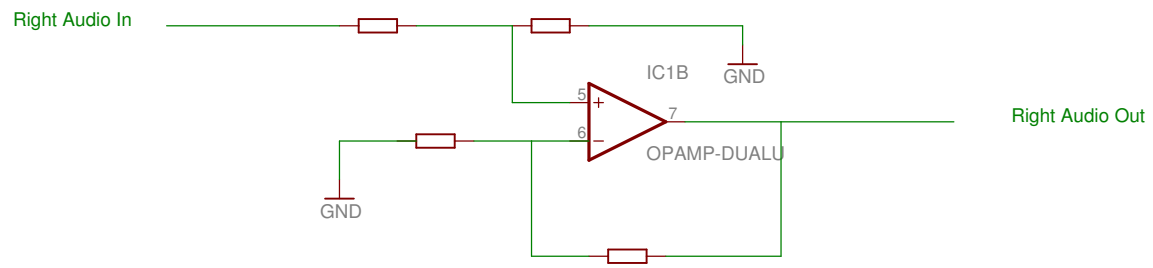 Right Audio In
IC1B
GND
5
+
7
Right Audio Out
6
-
OPAMP-DUALU
GND